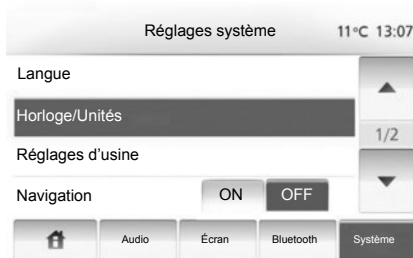 Réglages système 11°C 13:07
Langue
Horloge/Unités
1/2
Réglages d'usine
Navigation ON OFF
Audio Écran Bluetooth Système